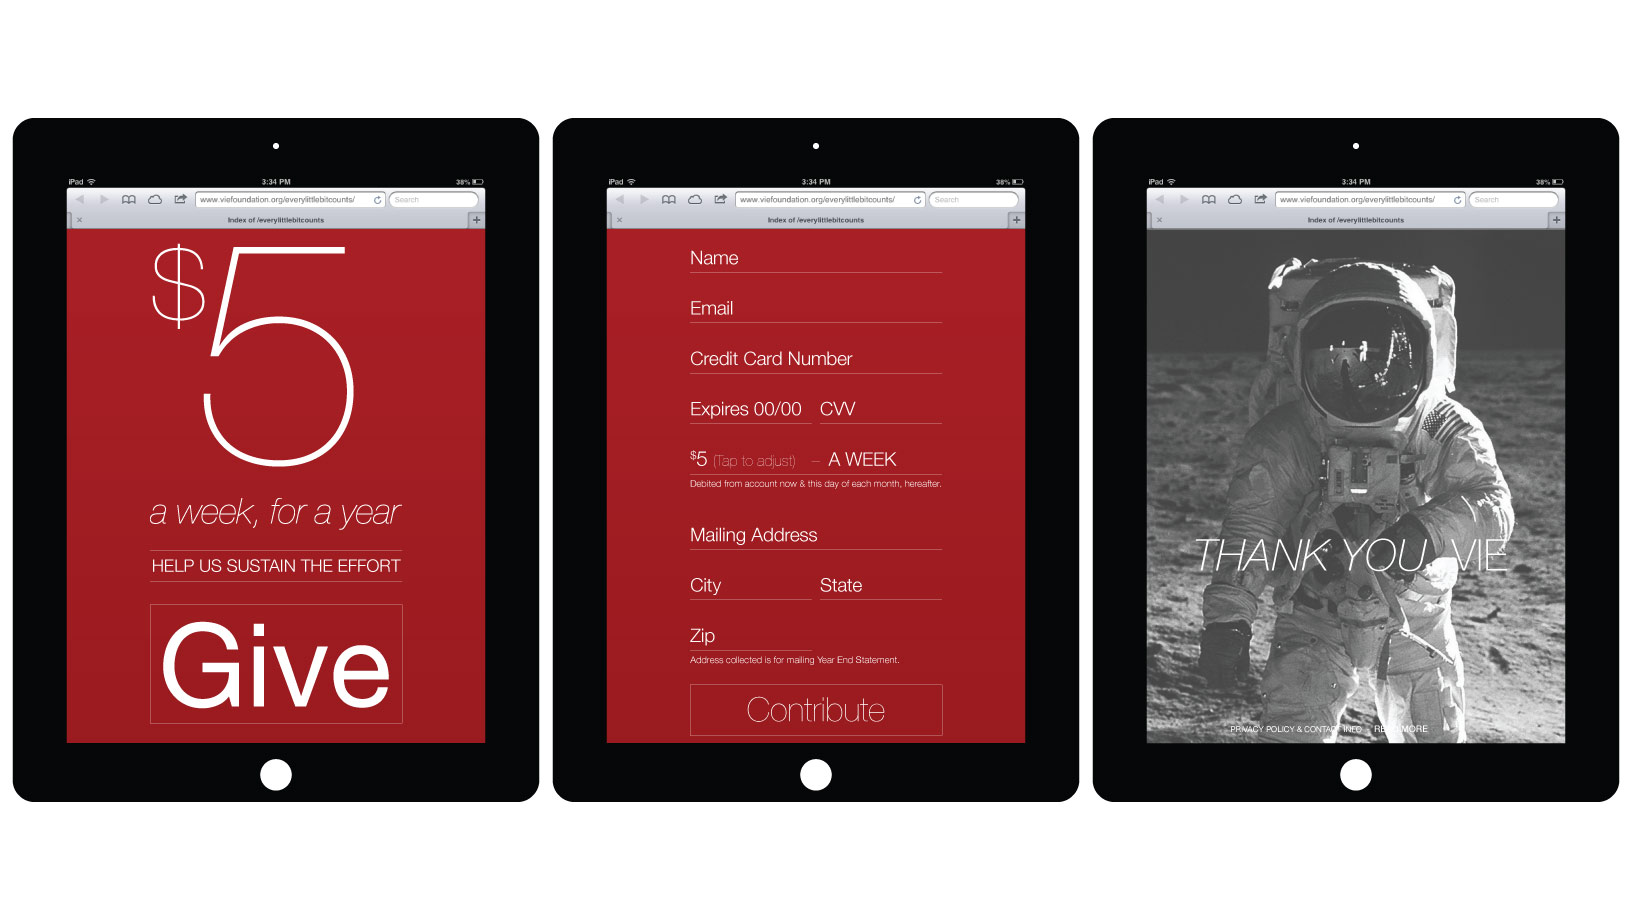 iPad
3:34 PM
38%
www.viefoundation.org/everylittlebitcounts/
Search
Index of /everylittlebitcounts
$5
a week, for a year
HELP US SUSTAIN THE EFFORT
Give
iPad
3:34 PM
38%
www.viefoundation.org/everylittlebitcounts/
Search
Index of /everylittlebitcounts
Name
Email
Credit Card Number
Expires 00/00 CVV
$5 (Tap to adjust) – A WEEK
Debited from account now & this day of each month, hereafter.
Mailing Address
City State
Zip
Address collected is for mailing Year End Statement.
Contribute
iPad
3:34 PM
38%
www.viefoundation.org/everylittlebitcounts/
Search
Index of /everylittlebitcounts
THANK YOU, VIE
PRIVACY POLICY & CONTACT INFO – READ MORE